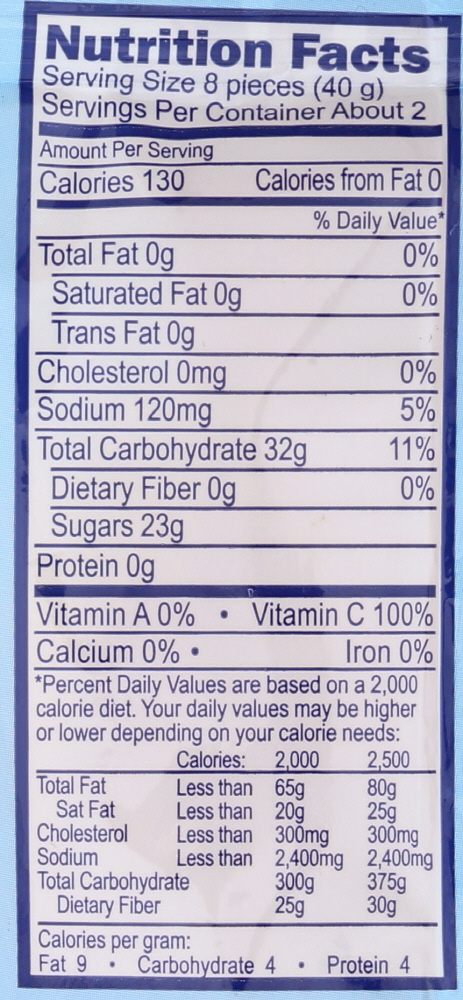 Nutrition Facts
Serving Size 8 pieces (40 g)
Servings Per Container About 2
Amount Per Serving
Calories 130 Calories from Fat 0
% Daily Value*
Total Fat 0g 0%
Saturated Fat 0g 0%
Trans Fat 0g
Cholesterol 0mg 0%
Sodium 120mg 5%
Total Carbohydrate 32g 11%
Dietary Fiber 0g 0%
Sugars 23g
Protein 0g
Vitamin A 0% • Vitamin C 100%
Calcium 0% • Iron 0%
*Percent Daily Values are based on a 2,000
calorie diet. Your daily values may be higher
or lower depending on your calorie needs:
Calories: 2,000 2,500
Total Fat Less than 65g 80g
Sat Fat Less than 20g 25g
Cholesterol Less than 300mg 300mg
Sodium Less than 2,400mg 2,400mg
Total Carbohydrate 300g 375g
Dietary Fiber 25g 30g
Calories per gram:
Fat 9 • Carbohydrate 4 • Protein 4